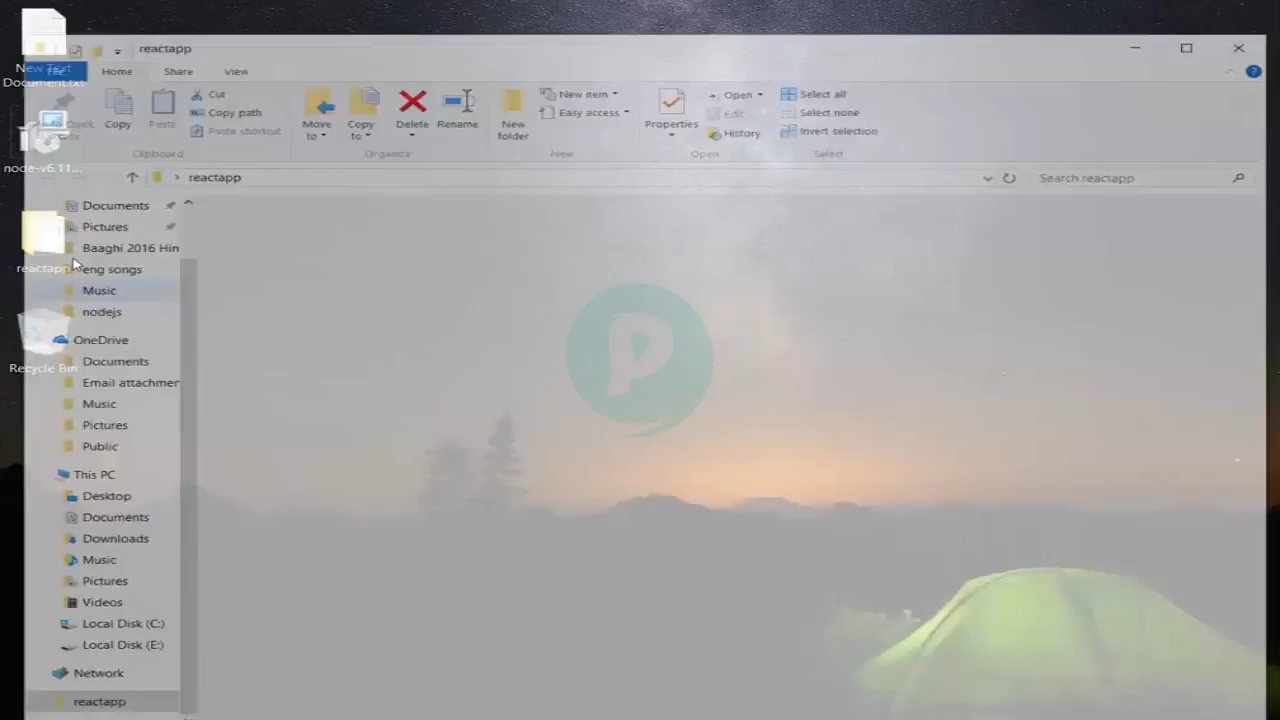 reactapp
New Text
Document.txt
File
Home
Share
View
Copy
Paste
Cut
Copy path
Paste shortcut
Clipboard
Move
to
Copy
to
Delete
Rename
Organize
New
folder
New item
Easy access
New
Properties
Open
Edit
History
Open
Select all
Select none
Invert selection
Select
node-v6.11....
reactapp
Search reactapp
Documents
Pictures
Baaghi 2016 Hin
reactapp
eng songs
Music
nodejs
OneDrive
Recycle Bin
Documents
Email attachmen
Music
Pictures
Public
This PC
Desktop
Documents
Downloads
Music
Pictures
Videos
Local Disk (C:)
Local Disk (E:)
Network
reactapp